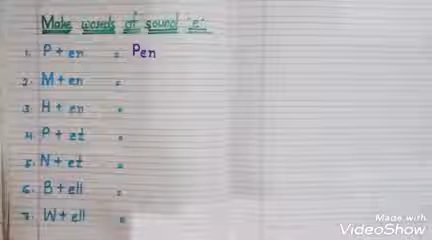 Make words of sound "e"
1. P + en = Pen
2. M + en =
3. H + en =
4. P + et =
5. N + et =
6. B + ell =
7. W + ell =
Made with
VideoShow